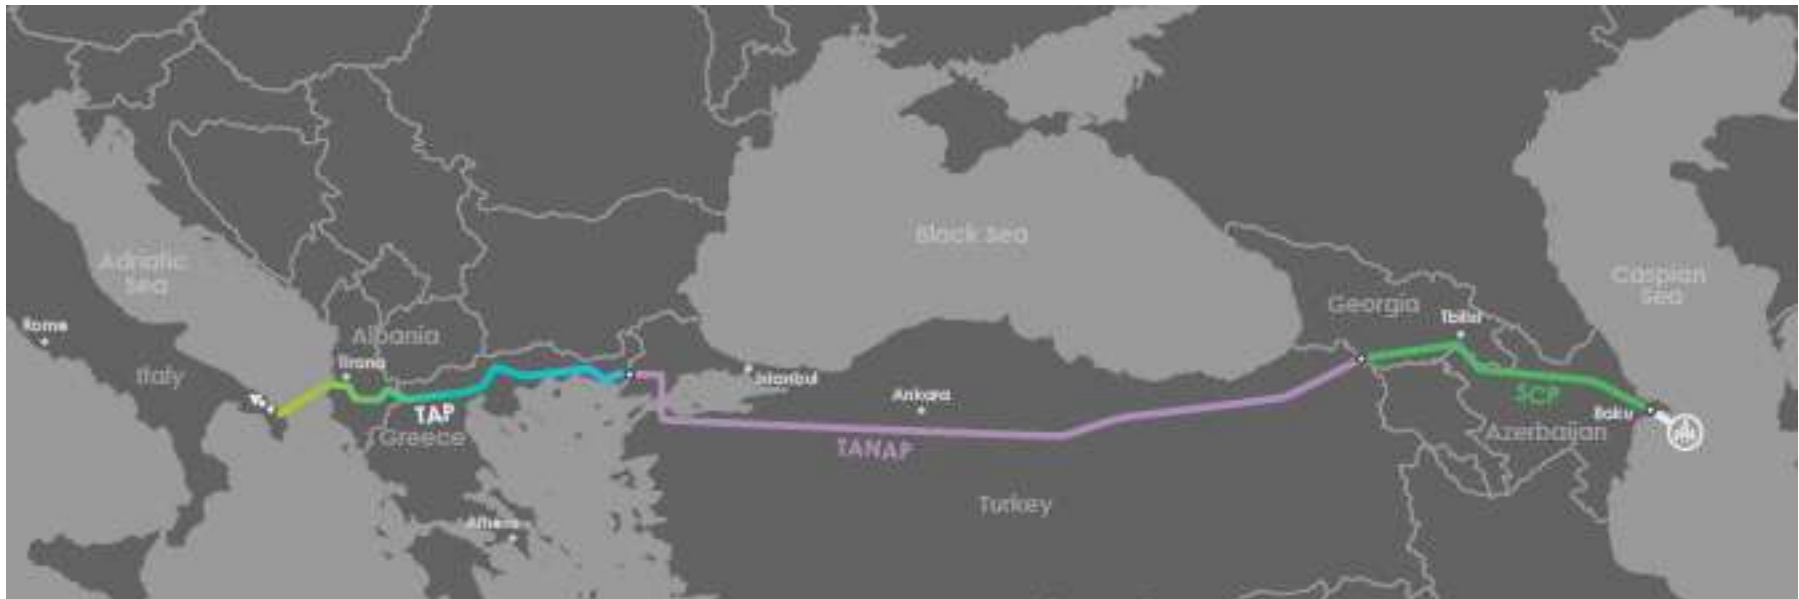 Black Sea
Adriatic
Sea
Caspian
Sea
Georgia
Tbilisi
Rome
Albania
Tirana
Italy
Istanbul
Ankara
SCP
TAP
Baku
Greece
Azerbaijan
TANAP
Turkey
Athens